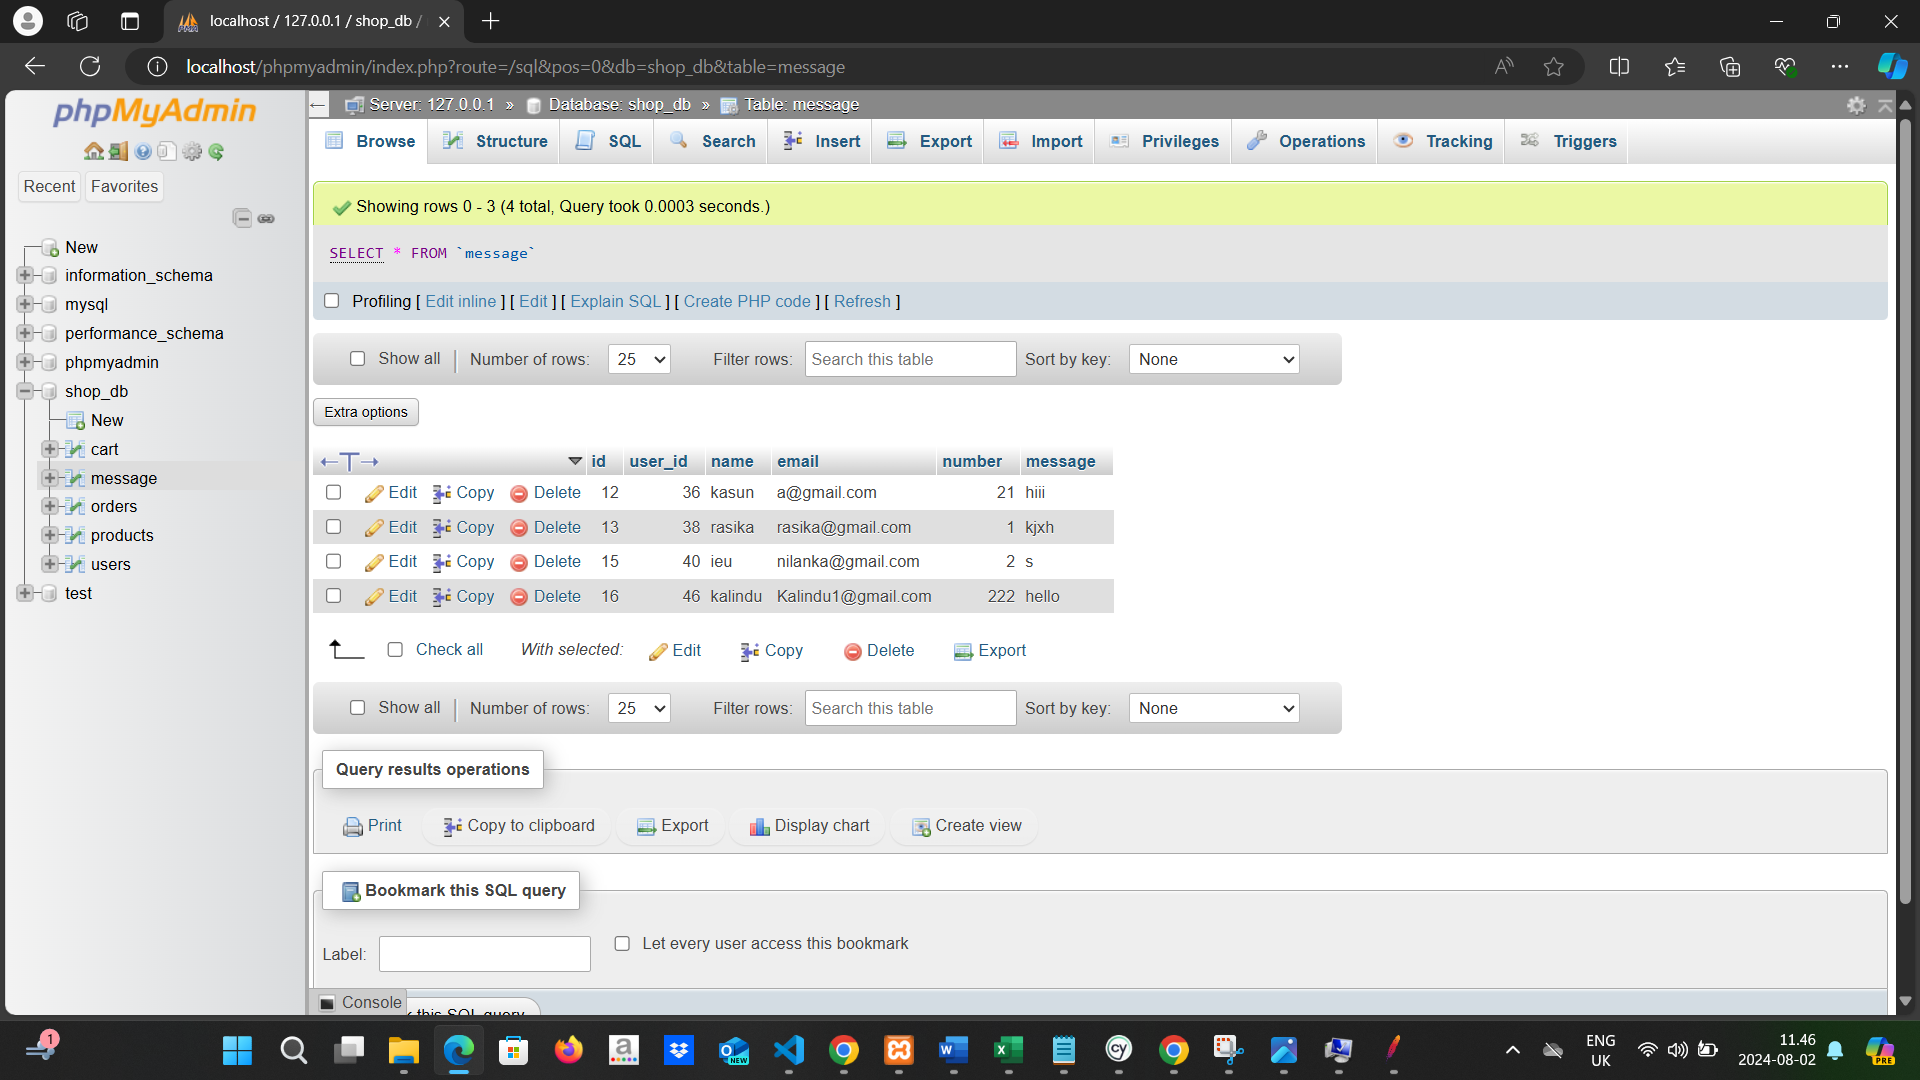 localhost / 127.0.0.1 / shop_db /
localhost/phpmyadmin/index.php?route=/sql&pos=0&db=shop_db&table=message
phpMyAdmin
Recent Favorites
New
information_schema
mysql
performance_schema
phpmyadmin
shop_db
New
cart
message
orders
products
users
test
Server: 127.0.0.1 » Database: shop_db » Table: message
Browse Structure SQL Search Insert Export Import Privileges Operations Tracking Triggers
Showing rows 0 - 3 (4 total, Query took 0.0003 seconds.)
SELECT * FROM `message`
Profiling [ Edit inline ] [ Edit ] [ Explain SQL ] [ Create PHP code ] [ Refresh ]
Show all | Number of rows: 25 Filter rows: Search this table Sort by key: None
Extra options
id user_id name email number message
Edit Copy Delete 12 36 kasun a@gmail.com 21 hiii
Edit Copy Delete 13 38 rasika rasika@gmail.com 1 kjxh
Edit Copy Delete 15 40 ieu nilanka@gmail.com 2 s
Edit Copy Delete 16 46 kalindu Kalindu1@gmail.com 222 hello
Check all With selected: Edit Copy Delete Export
Show all | Number of rows: 25 Filter rows: Search this table Sort by key: None
Query results operations
Print Copy to clipboard Export Display chart Create view
Bookmark this SQL query
Label: Let every user access this bookmark
Console
this SQL query
1
ENG
UK
11.46
2024-08-02